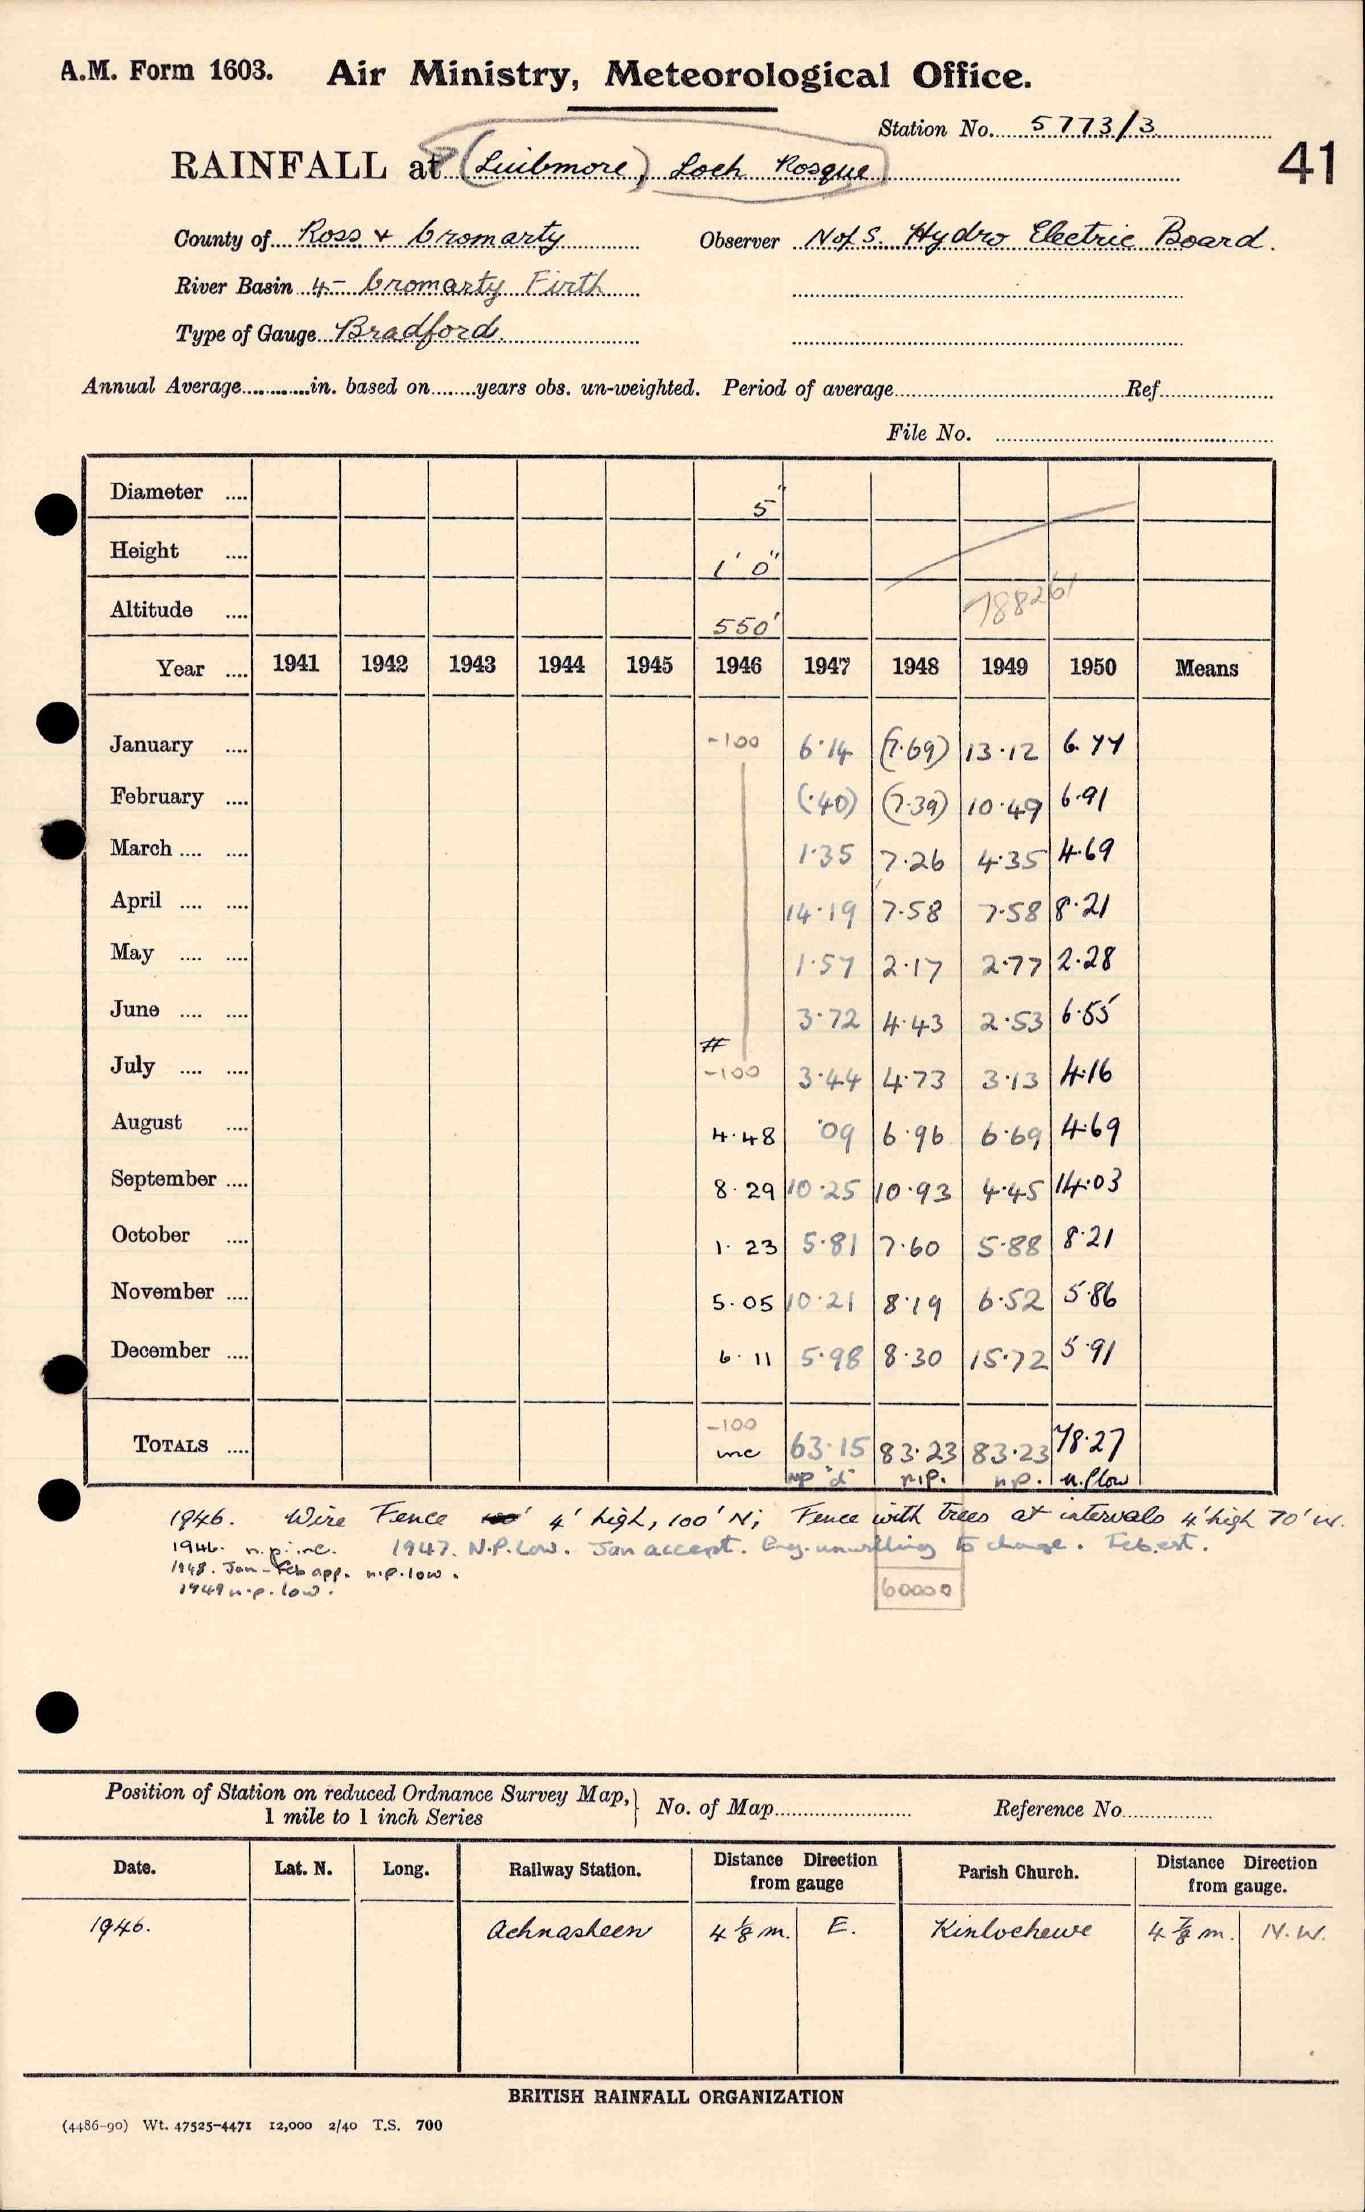 A.M. Form 1603. Air Ministry, Meteorological Office.
Station No. 5773/3
41
RAINFALL at (Luibmore) Loch Rosque
County of Ross & Cromarty Observer N of S. Hydro Electric Board.
River Basin 4- Cromarty Firth
Type of Gauge Bradford.
Annual Average............in. based on........years obs. un-weighted. Period of average........Ref........
File No.
Diameter .... 5"
Height .... 1' 0"
Altitude .... 550' 788261
Year .... 1941 1942 1943 1944 1945 1946 1947 1948 1949 1950 Means
January .... -100 6.14 (7.69) 13.12 6.77
February .... (.40) (7.39) 10.49 6.91
March .... .... 1.35 7.26 4.35 4.69
April .... .... 14.19 7.58 7.58 8.21
May .... .... 1.57 2.17 2.77 2.28
June .... .... 3.72 4.43 2.53 6.55
#
July .... .... -100 3.44 4.73 3.13 4.16
August .... 4.48 .09 6.96 6.69 4.69
September .... 8.29 10.25 10.93 4.45 14.03
October .... 1.23 5.81 7.60 5.88 8.21
November .... 5.05 10.21 8.19 6.52 5.86
December .... 6.11 5.98 8.30 15.72 5.91
-100
TOTALS .... inc 63.15 83.23 83.23 78.27
np "d" n.p. n.p. n.p low
1946. Wire Fence 4' high, 100' N; Fence with trees at intervals 4' high 70' W.
1946. n.p. inc. 1947. N.P. Low. Jan accept. Eng. unwilling to change. Feb. est.
1948. Jan-Feb app. n.p. low.
1949 n.p. low.
60000
Position of Station on reduced Ordnance Survey Map, 1 mile to 1 inch Series } No. of Map........ Reference No........
Date. Lat. N. Long. Railway Station. Distance Direction from gauge Parish Church. Distance Direction from gauge.
1946. Achnasheen 4 1/8 m. E. Kinlochewe 4 7/8 m. N.W.
BRITISH RAINFALL ORGANIZATION
(4486-90) Wt. 47525-4471 12,000 2/40 T.S. 700